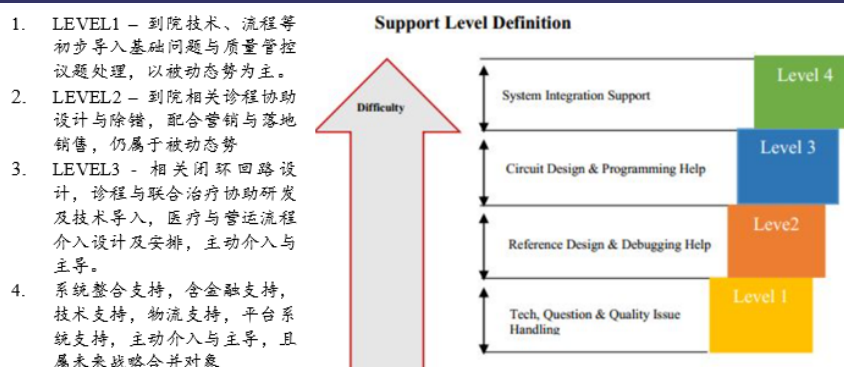 1. LEVEL1 – 到院技术、流程等
初步导入基础问题与质量管控
议题处理，以被动态势为主。
2. LEVEL2 – 到院相关诊程协助
设计与除错，配合营销与落地
销售，仍属于被动态势
3. LEVEL3 - 相关闭环回路设
计，诊程与联合治疗协助研发
及技术导入，医疗与营运流程
介入设计及安排，主动介入与
主导。
4. 系统整合支持，含金融支持，
技术支持，物流支持，平台系
统支持，主动介入与主导，且
属未来战略合并对象
Support Level Definition
Difficulty
System Integration Support
Level 4
Circuit Design & Programming Help
Level 3
Reference Design & Debugging Help
Leve2
Tech, Question & Quality Issue
Handling
Level 1